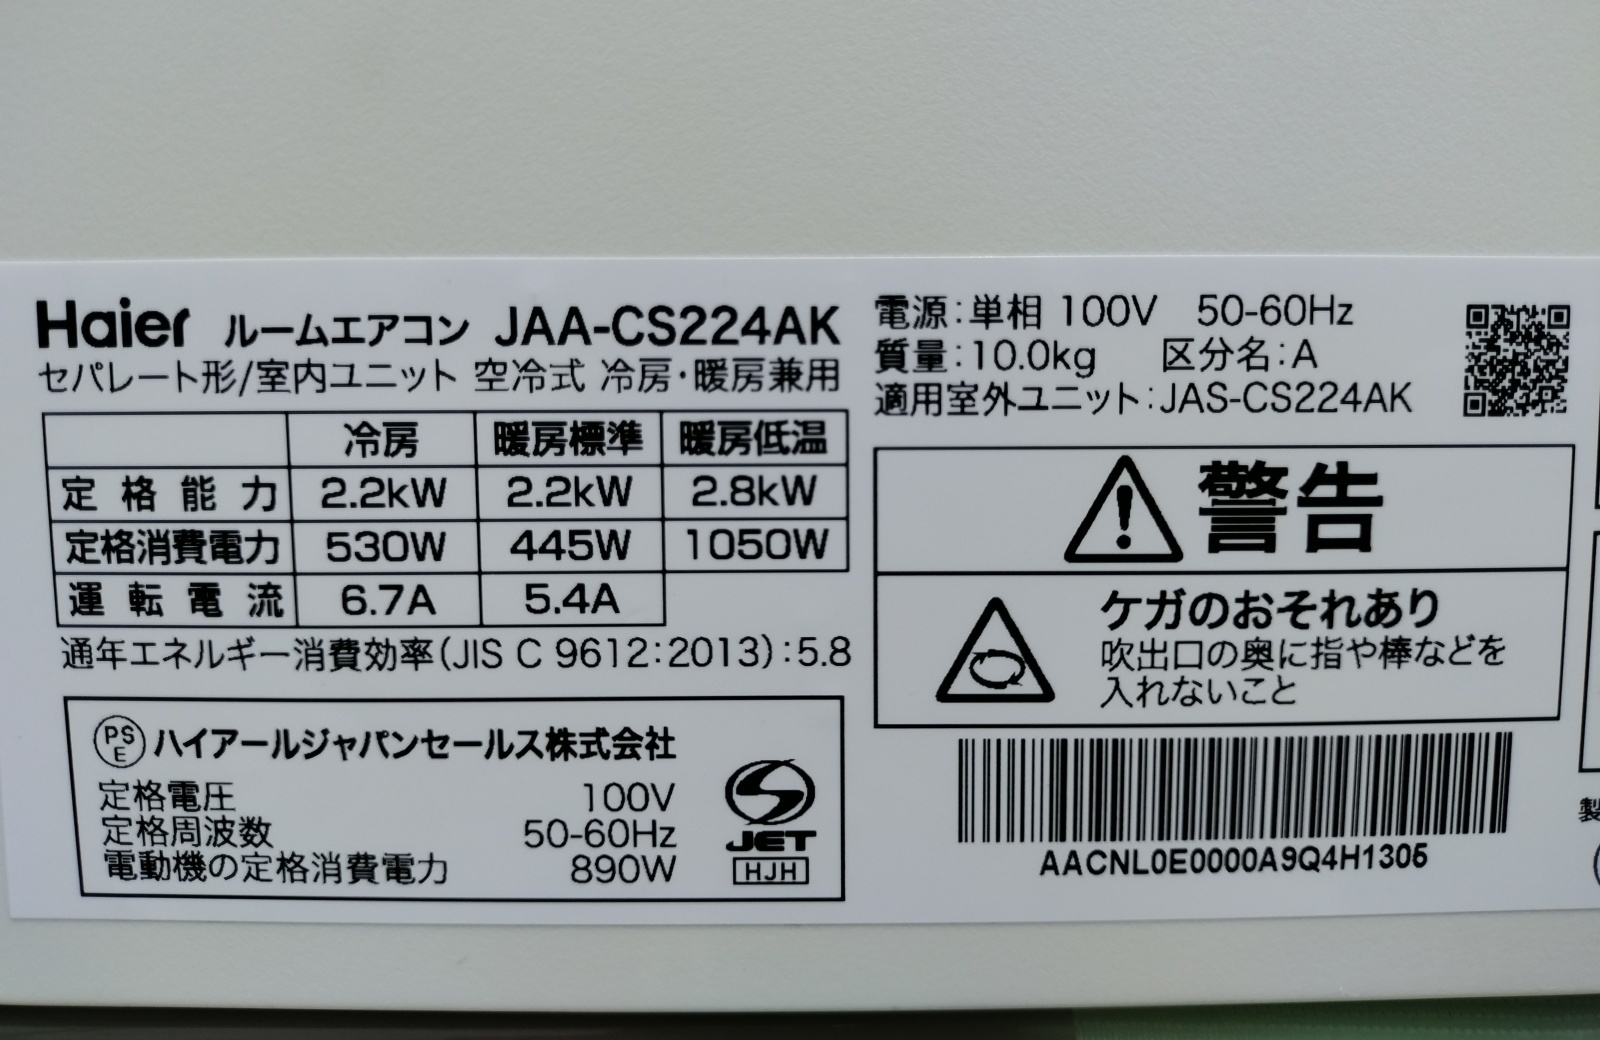 Haier ルームエアコン JAA-CS224AK
セパレート形/室内ユニット 空冷式 冷房・暖房兼用
冷房 暖房標準 暖房低温
定格能力 2.2kW 2.2kW 2.8kW
定格消費電力 530W 445W 1050W
運転電流 6.7A 5.4A
通年エネルギー消費効率(JIS C 9612:2013):5.8
PSE ハイアールジャパンセールス株式会社
定格電圧 100V
定格周波数 50-60Hz
電動機の定格消費電力 890W
JET
HJH
電源:単相 100V 50-60Hz
質量:10.0kg 区分名:A
適用室外ユニット:JAS-CS224AK
警告
ケガのおそれあり
吹出口の奥に指や棒などを
入れないこと
AACNL0E0000A9Q4H1305
製